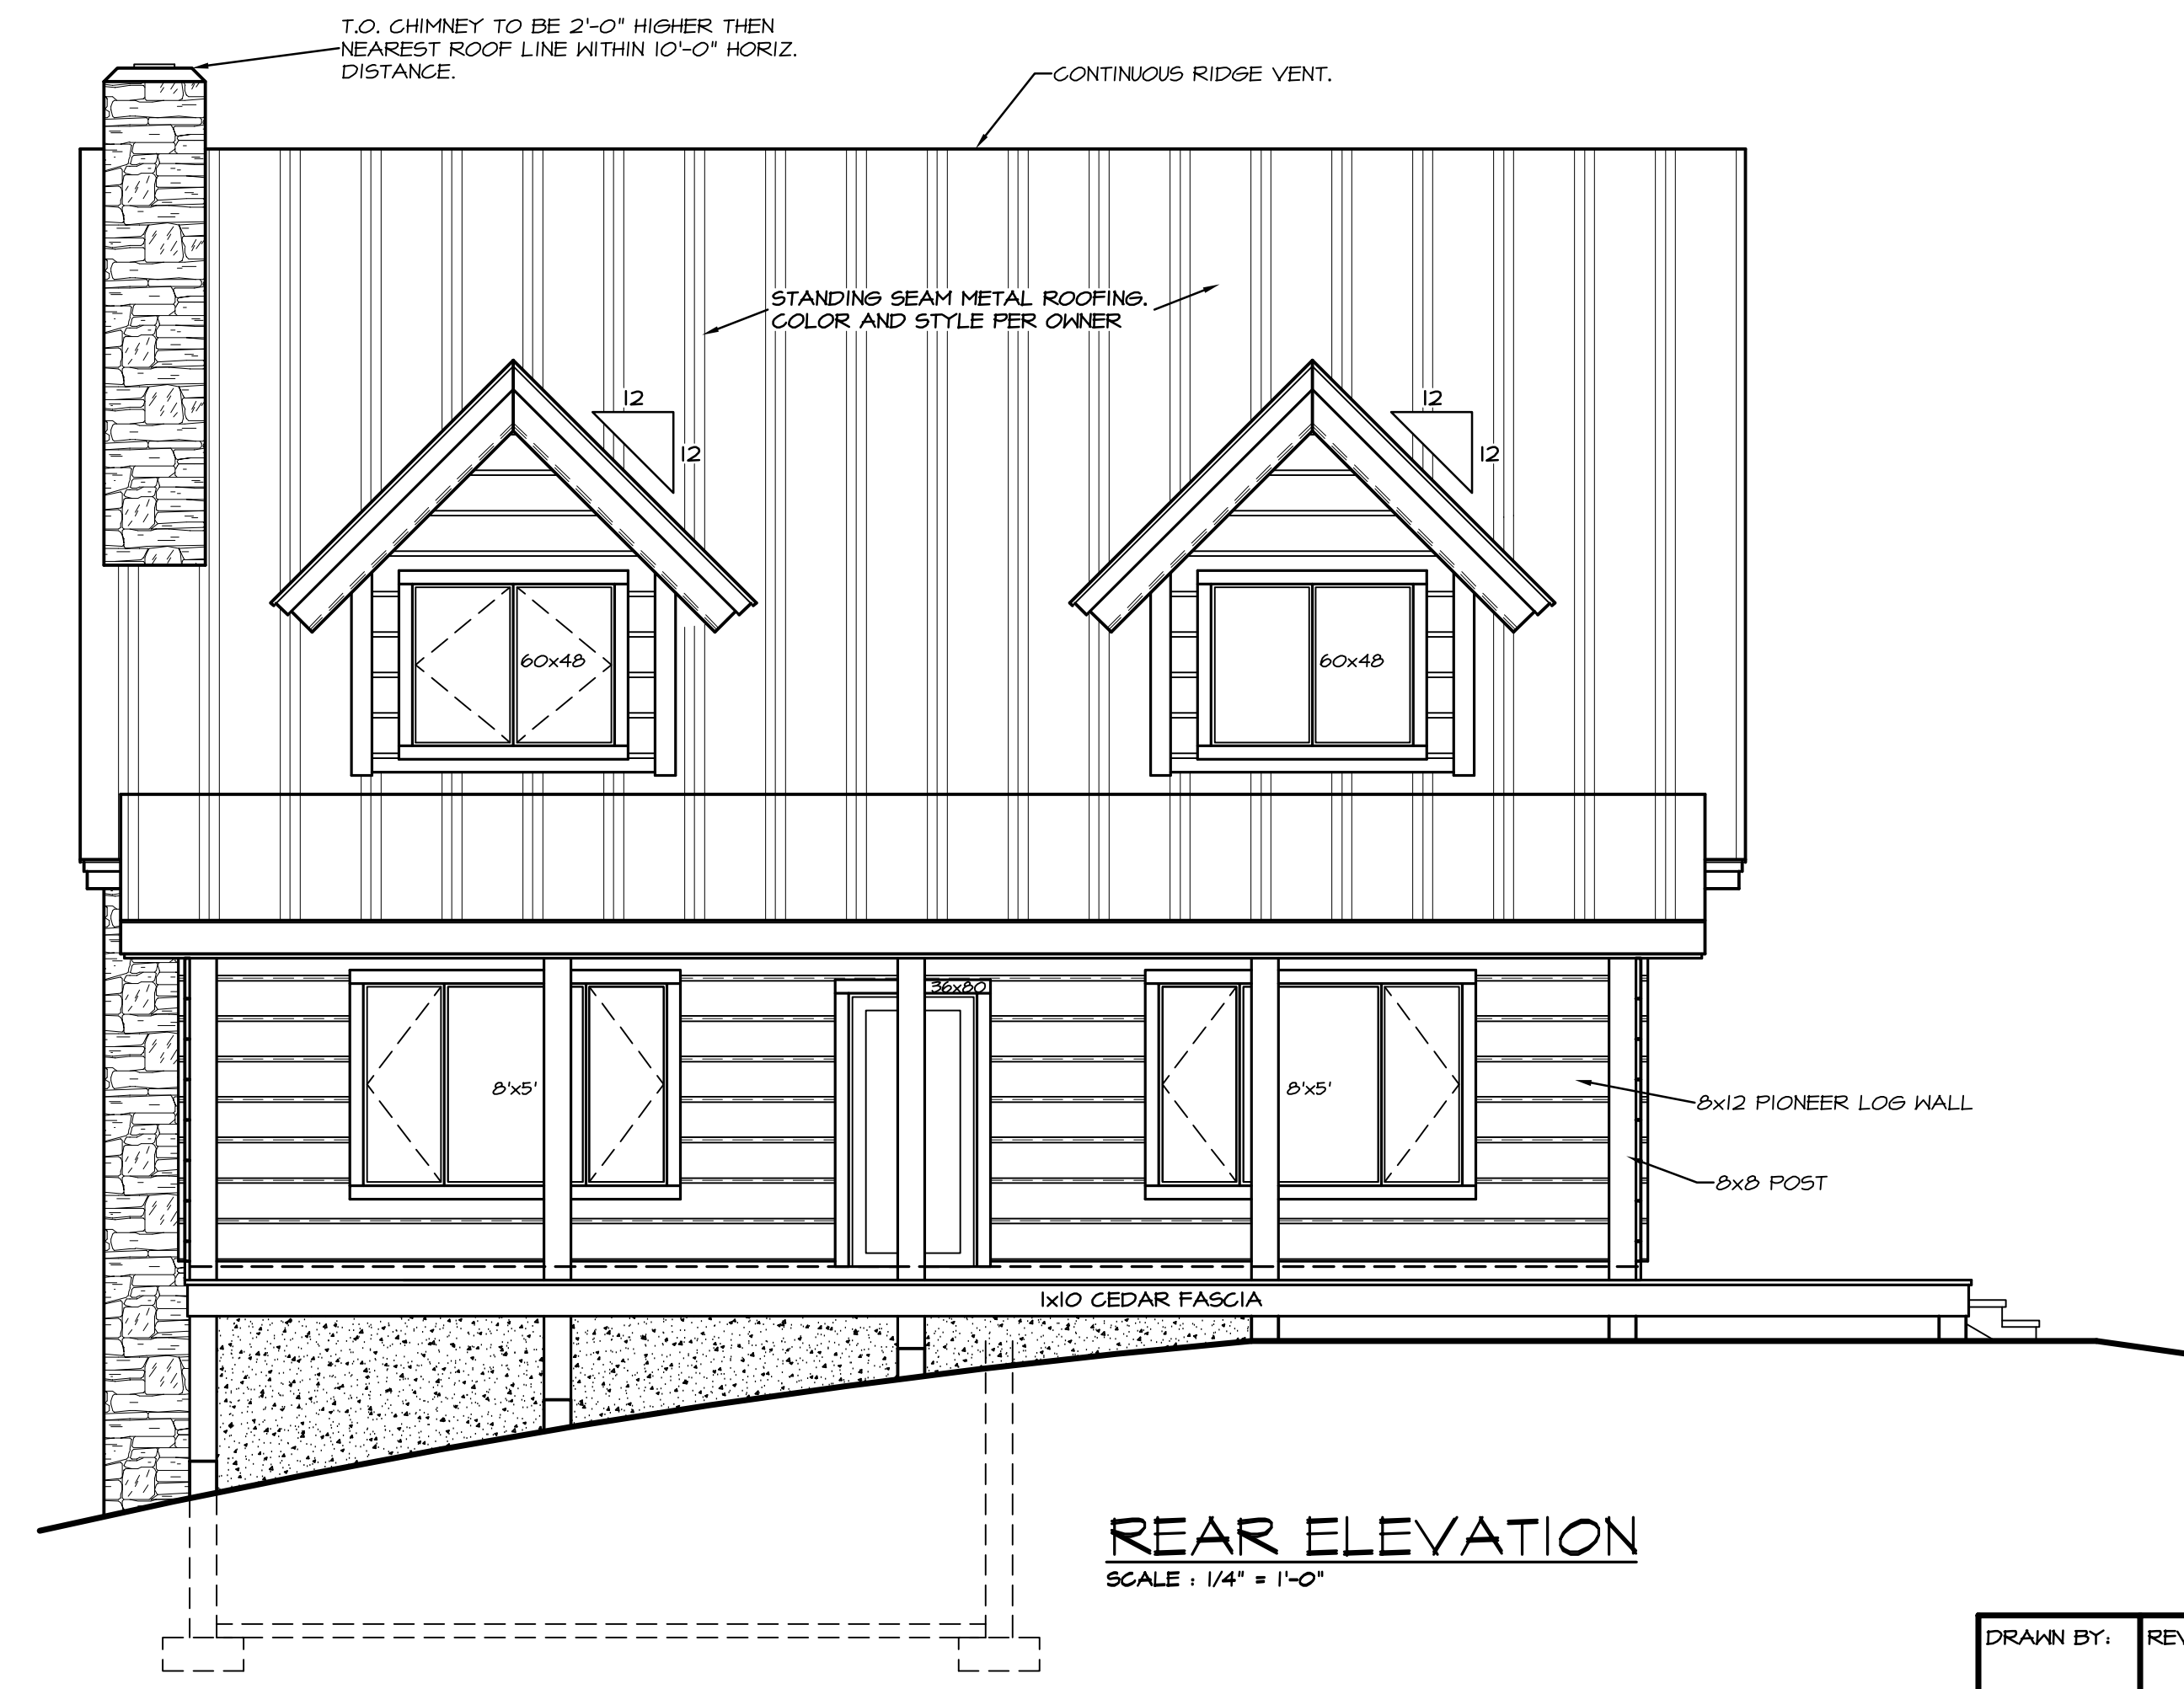 T.O. CHIMNEY TO BE 2'-0" HIGHER THEN
NEAREST ROOF LINE WITHIN 10'-0" HORIZ.
DISTANCE.
CONTINUOUS RIDGE VENT.
STANDING SEAM METAL ROOFING.
COLOR AND STYLE PER OWNER
12
12
12
12
60x48
60x48
36x80
8'x5'
8'x5'
8x12 PIONEER LOG WALL
8x8 POST
1x10 CEDAR FASCIA
REAR ELEVATION
SCALE : 1/4" = 1'-0"
DRAWN BY: